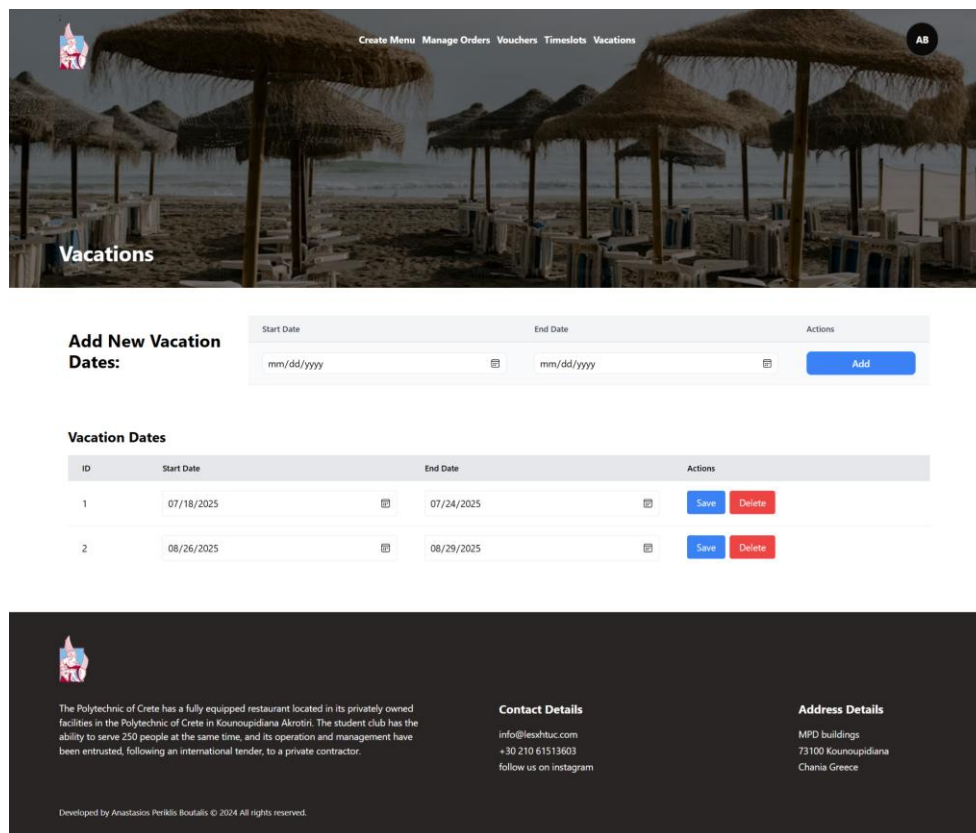 Create Menu Manage Orders Vouchers Timeslots Vacations
AB
Vacations
Add New Vacation
Dates:
Start Date End Date Actions
mm/dd/yyyy mm/dd/yyyy Add
Vacation Dates
ID Start Date End Date Actions
1 07/18/2025 07/24/2025 Save Delete
2 08/26/2025 08/29/2025 Save Delete
The Polytechnic of Crete has a fully equipped restaurant located in its privately owned
facilities in the Polytechnic of Crete in Kounoupidiana Akrotiri. The student club has the
ability to serve 250 people at the same time, and its operation and management have
been entrusted, following an international tender, to a private contractor.
Contact Details
info@lesxhtuc.com
+30 210 61513603
follow us on instagram
Address Details
MPD buildings
73100 Kounoupidiana
Chania Greece
Developed by Anastasios Periklis Boutalis © 2024 All rights reserved.